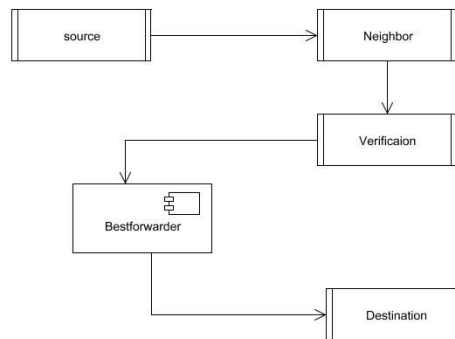 source
Neighbor
Verificaion
Bestforwarder
Destination